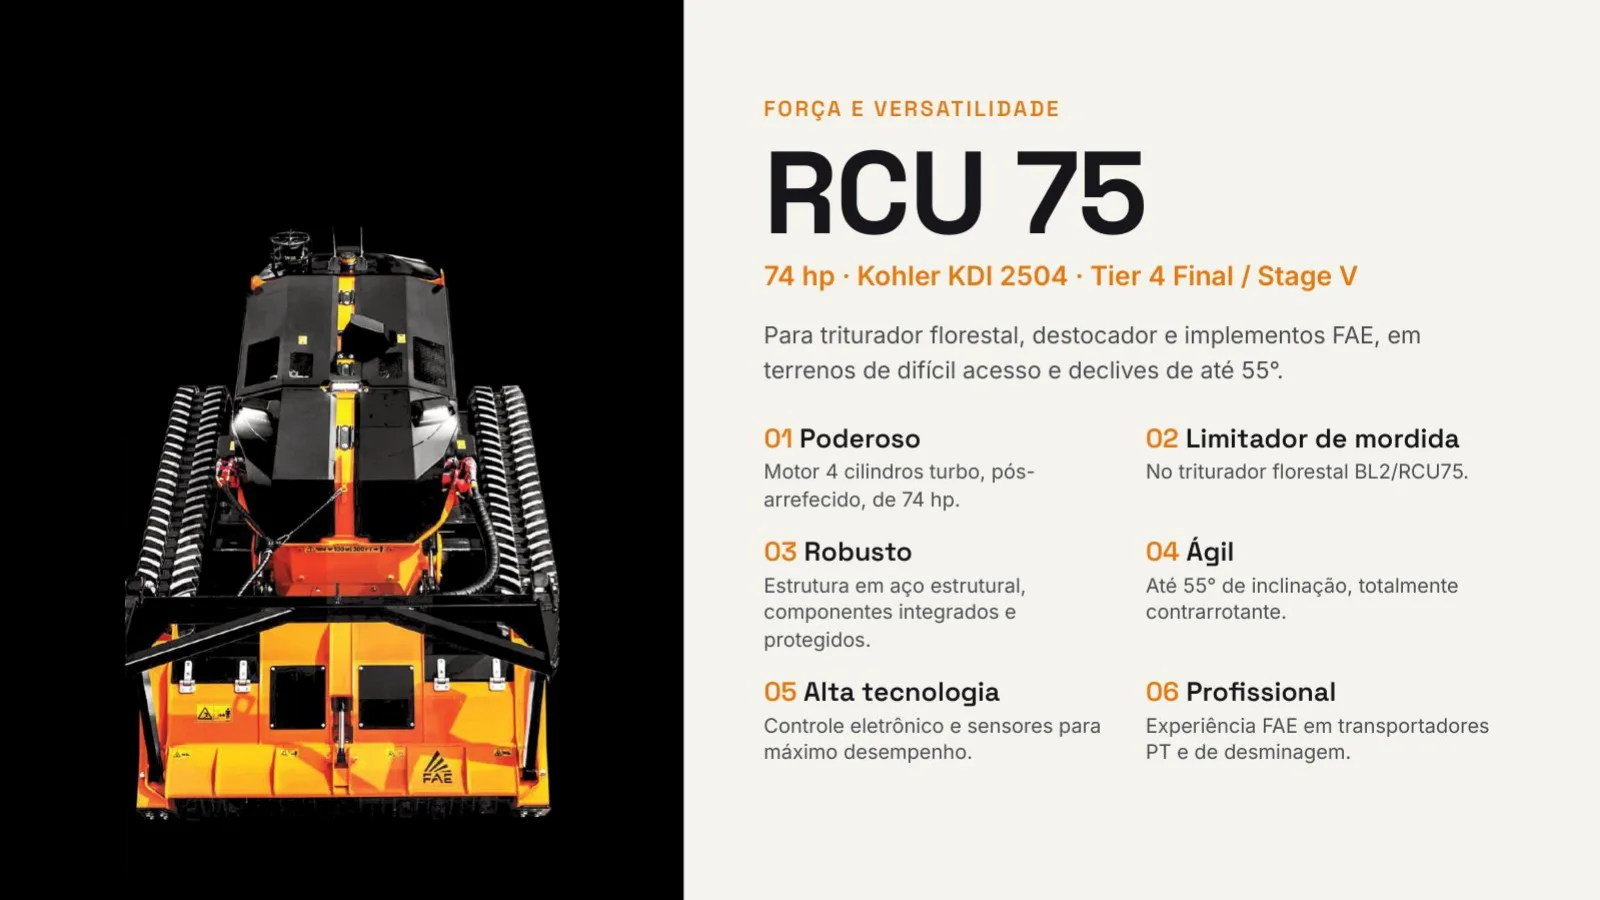 FORÇA E VERSATILIDADE
RCU 75
74 hp · Kohler KDI 2504 · Tier 4 Final / Stage V
Para triturador florestal, destocador e implementos FAE, em
terrenos de difícil acesso e declives de até 55°.
01 Poderoso
Motor 4 cilindros turbo, pós-
arrefecido, de 74 hp.
02 Limitador de mordida
No triturador florestal BL2/RCU75.
03 Robusto
Estrutura em aço estrutural,
componentes integrados e
protegidos.
04 Ágil
Até 55° de inclinação, totalmente
contrarrotante.
05 Alta tecnologia
Controle eletrônico e sensores para
máximo desempenho.
06 Profissional
Experiência FAE em transportadores
PT e de desminagem.
FAE